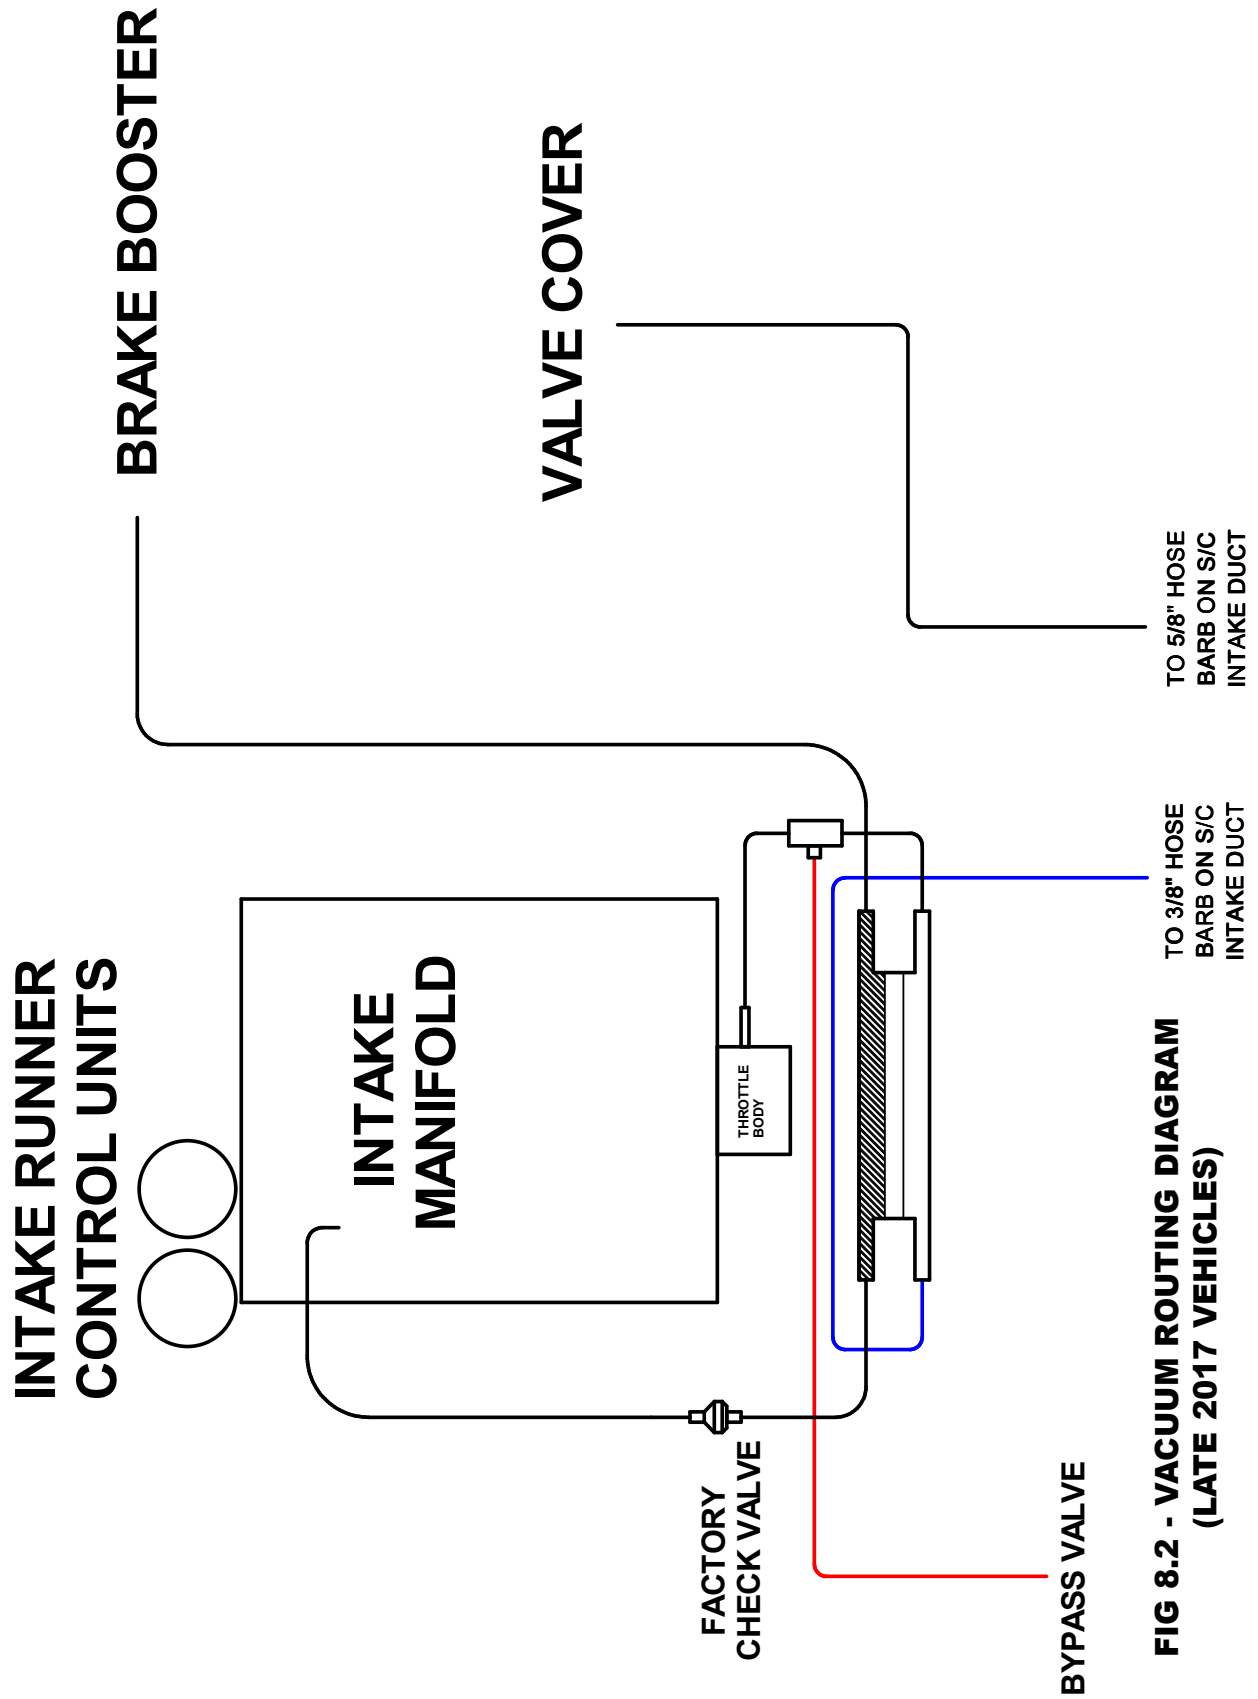 INTAKE RUNNER
CONTROL UNITS
BRAKE BOOSTER
INTAKE
MANIFOLD
VALVE COVER
THROTTLE
BODY
FACTORY
CHECK VALVE
BYPASS VALVE
TO 3/8" HOSE
BARB ON S/C
INTAKE DUCT
TO 5/8" HOSE
BARB ON S/C
INTAKE DUCT
FIG 8.2 - VACUUM ROUTING DIAGRAM
(LATE 2017 VEHICLES)